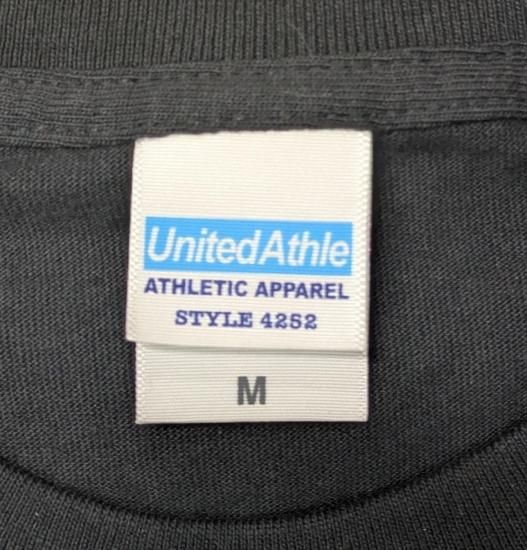 UnitedAthle
ATHLETIC APPAREL
STYLE 4252
M